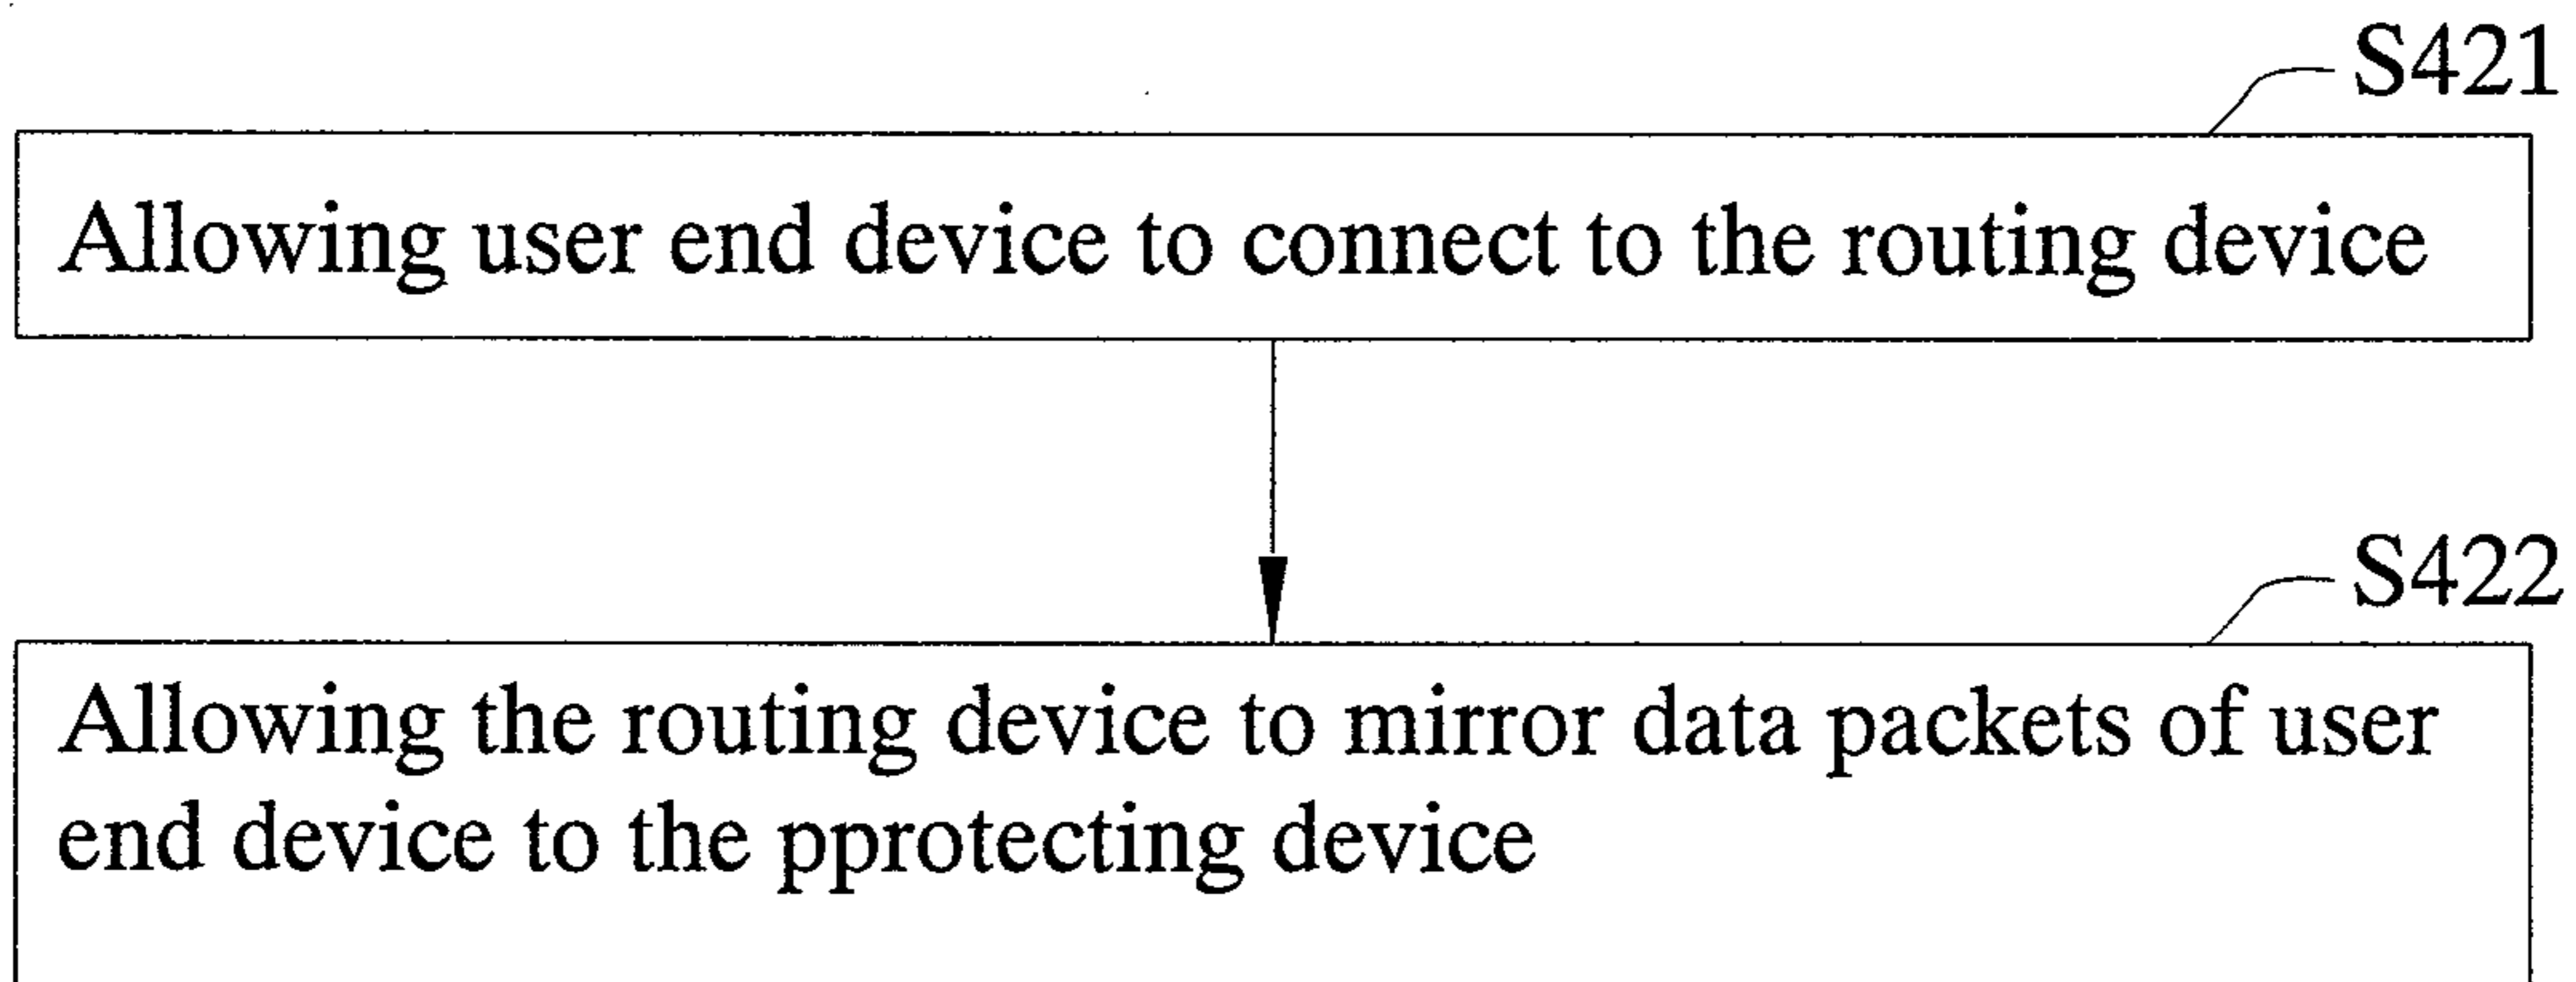 S421
Allowing user end device to connect to the routing device
S422
Allowing the routing device to mirror data packets of user
end device to the pprotecting device